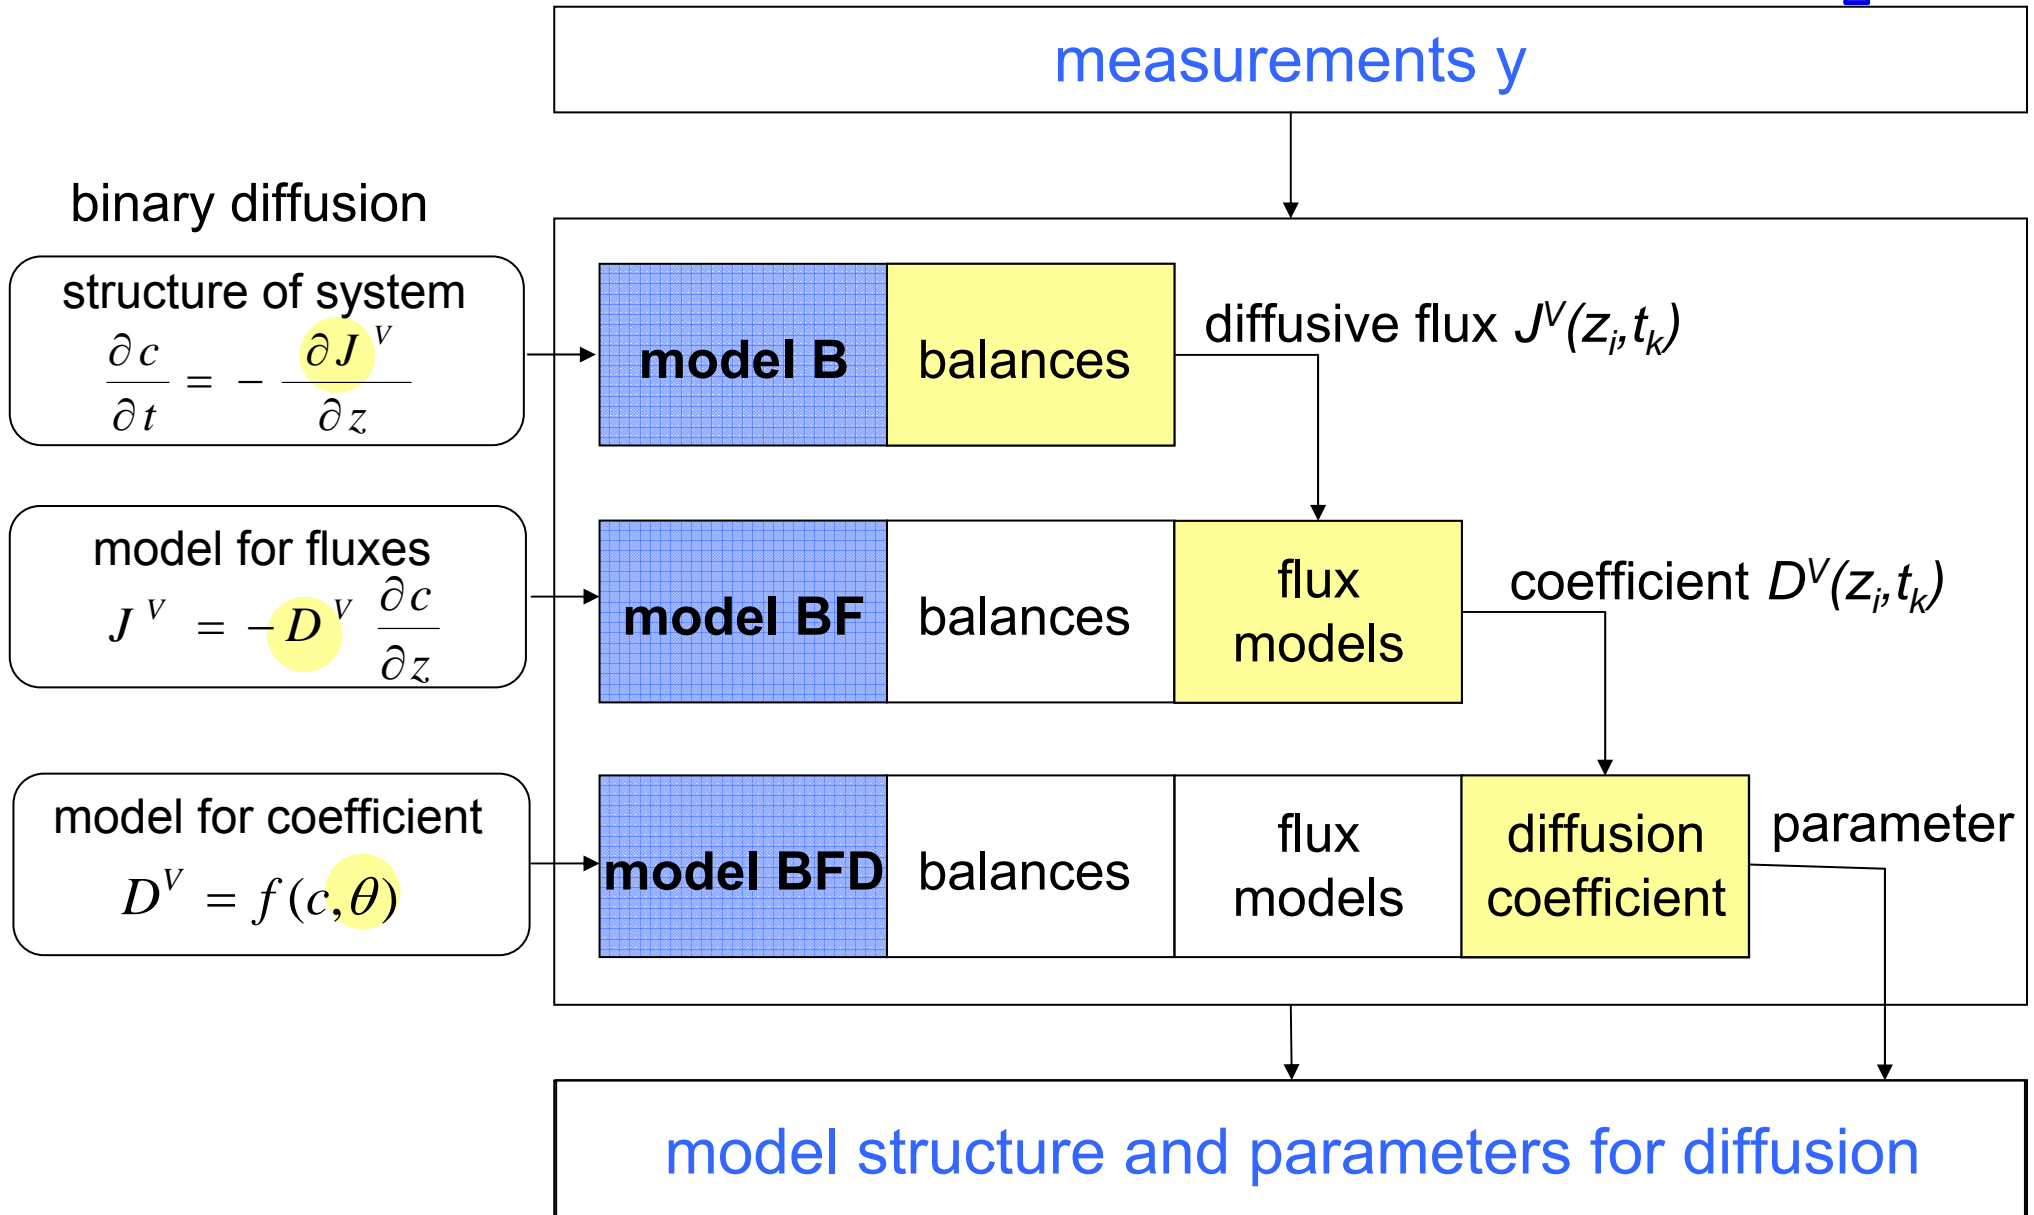 measurements y
binary diffusion
structure of system
∂c/∂t = − ∂J^V/∂z
model B
balances
diffusive flux J^V(z_i,t_k)
model for fluxes
J^V = −D^V ∂c/∂z
model BF
balances
flux
models
coefficient D^V(z_i,t_k)
model for coefficient
D^V = f(c,θ)
model BFD
balances
flux
models
diffusion
coefficient
parameter
model structure and parameters for diffusion